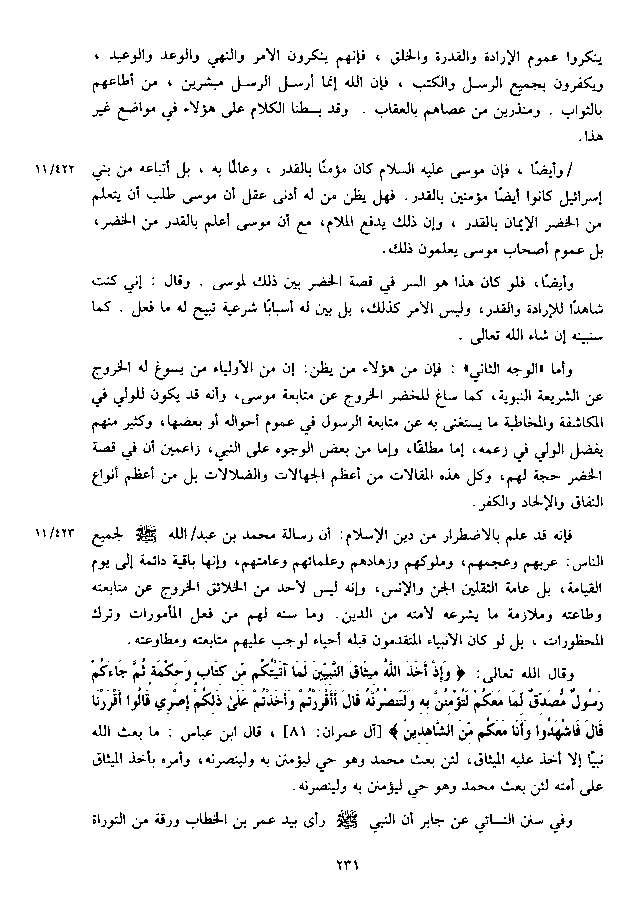 ينكروا عموم الإرادة والقدرة والخلق ، فإنهم ينكرون الأمر والنهي والوعد والوعيد ،
ويكفرون بجميع الرسل والكتب ، فإن الله إنما أرسل الرسل مبشرين ، من أطاعهم
بالثواب . ومنذرين من عصاهم بالعقاب . وقد بسطنا الكلام على هؤلاء في مواضع غير
هذا.
/ وأيضًا ، فإن موسى عليه السلام كان مؤمنًا بالقدر ، وعالمًا به ، بل أتباعه من بني ١١/٤٢٢
إسرائيل كانوا أيضًا مؤمنين بالقدر. فهل يظن من له أدنى عقل أن موسى طلب أن يتعلم
من الخضر الإيمان بالقدر ، وإن ذلك يدفع الملام، مع أن موسى أعلم بالقدر من الخضر،
بل عموم أصحاب موسى يعلمون ذلك.
وأيضًا، فلو كان هذا هو السر في قصة الخضر بين ذلك لموسى . وقال : إني كنت
شاهدًا للإرادة والقدر، وليس الأمر كذلك، بل بين له أسبابًا شرعية تبيح له ما فعل . كما
سنبينه إن شاء الله تعالى .
وأما «الوجه الثاني» : فإن من هؤلاء من يظن: إن من الأولياء من يسوغ له الخروج
عن الشريعة النبوية، كما ساغ للخضر الخروج عن متابعة موسى، وأنه قد يكون للولي في
المكاشفة والمخاطبة ما يستغنى به عن متابعة الرسول في عموم أحواله أو بعضها، وكثير منهم
يفضل الولي في زعمه، إما مطلقًا، وإما من بعض الوجوه على النبي، زاعمين أن في قصة
الخضر حجة لهم، وكل هذه المقالات من أعظم الجهالات والضلالات بل من أعظم أنواع
النفاق والإلحاد والكفر.
فإنه قد علم بالاضطرار من دين الإسلام: أن رسالة محمد بن عبد/ الله ﷺ لجميع ١١/٤٢٣
الناس: عربهم وعجمهم، وملوكهم وزهادهم وعلمائهم وعامتهم، وإنها باقية دائمة إلى يوم
القيامة، بل عامة الثقلين الجن والإنس، وإنه ليس لأحد من الخلائق الخروج عن متابعته
وطاعته وملازمة ما يشرعه لأمته من الدين. وما سنه لهم من فعل المأمورات وترك
المحظورات ، بل لو كان الأنبياء المتقدمون قبله أحياء لوجب عليهم متابعته ومطاوعته.
وقال الله تعالى: ﴿ وَإِذْ أَخَذَ اللَّهُ مِيثَاقَ النَّبِيِّينَ لَمَا آتَيْتُكُم مِّن كِتَابٍ وَحِكْمَةٍ ثُمَّ جَاءَكُمْ
رَسُولٌ مُّصَدِّقٌ لِّمَا مَعَكُمْ لَتُؤْمِنُنَّ بِهِ وَلَتَنصُرُنَّهُ قَالَ أَأَقْرَرْتُمْ وَأَخَذْتُمْ عَلَىٰ ذَلِكُمْ إِصْرِي قَالُوا أَقْرَرْنَا
قَالَ فَاشْهَدُوا وَأَنَا مَعَكُم مِّنَ الشَّاهِدِينَ ﴾ [آل عمران: ٨١] ، قال ابن عباس : ما بعث الله
نبيًا إلا أخذ عليه الميثاق، لئن بعث محمد وهو حي ليؤمنن به ولينصرنه، وأمره بأخذ الميثاق
على أمته لئن بعث محمد وهو حي ليؤمنن به ولينصرنه.
وفي سنن النسائي عن جابر أن النبي ﷺ رأى بيد عمر بن الخطاب ورقة من التوراة
٢٣١